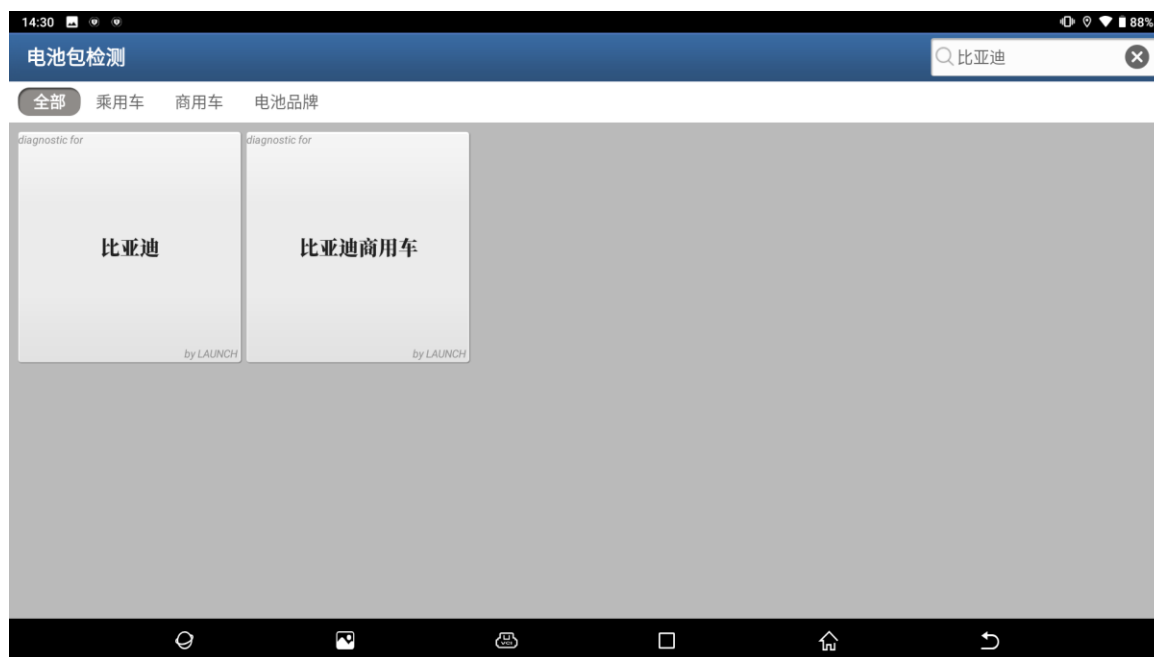 14:30 88%
电池包检测 比亚迪
全部 乘用车 商用车 电池品牌
diagnostic for diagnostic for
比亚迪 比亚迪商用车
by LAUNCH by LAUNCH
VCI